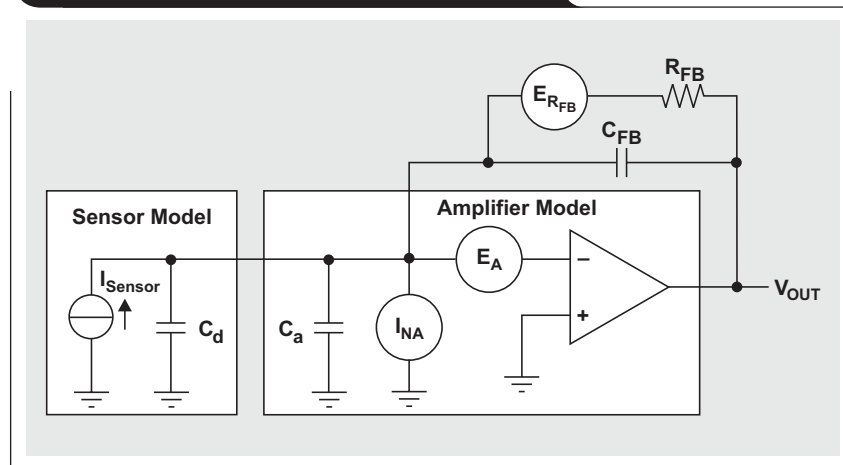 R_FB
E_R_FB
C_FB
Sensor Model
Amplifier Model
I_Sensor
C_d
C_a
I_NA
E_A
–
+
V_OUT